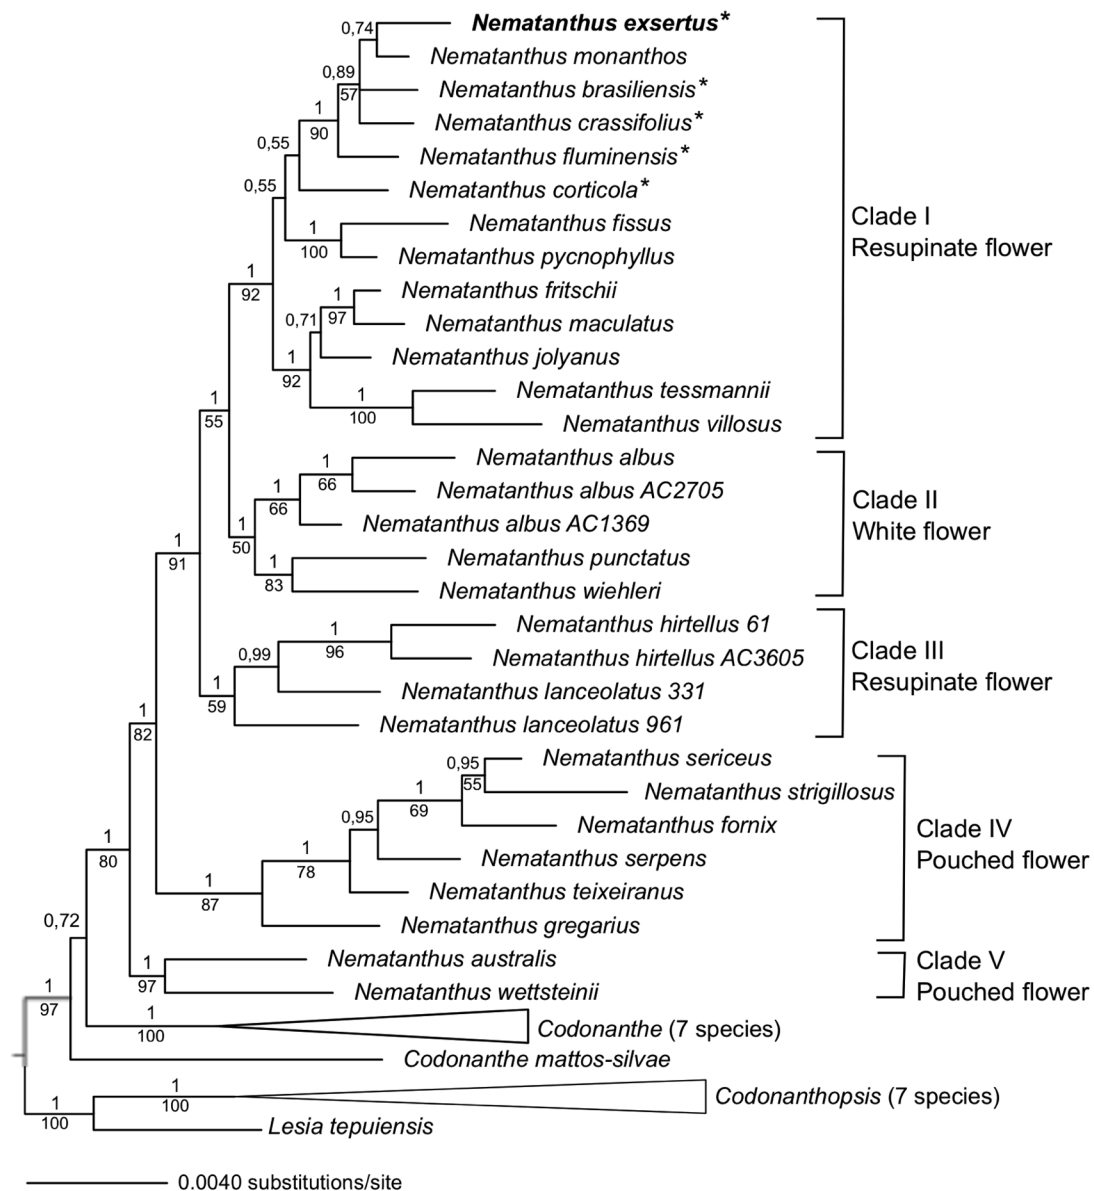 0,74
Nematanthus exsertus*
Nematanthus monanthos
0,89
57
Nematanthus brasiliensis*
1
90
Nematanthus crassifolius*
0,55
Nematanthus fluminensis*
0,55
Nematanthus corticola*
1
100
Nematanthus fissus
Nematanthus pycnophyllus
Clade I
Resupinate flower
1
92
1
97
Nematanthus fritschii
0,71
Nematanthus maculatus
1
92
Nematanthus jolyanus
1
100
Nematanthus tessmannii
Nematanthus villosus
1
55
1
66
Nematanthus albus
1
66
Nematanthus albus AC2705
Nematanthus albus AC1369
Clade II
White flower
1
50
1
83
Nematanthus punctatus
Nematanthus wiehleri
1
91
1
96
Nematanthus hirtellus 61
0,99
Nematanthus hirtellus AC3605
1
59
Nematanthus lanceolatus 331
Nematanthus lanceolatus 961
Clade III
Resupinate flower
1
82
0,95
55
Nematanthus sericeus
1
69
Nematanthus strigillosus
0,95
Nematanthus fornix
1
78
Nematanthus serpens
1
87
Nematanthus teixeiranus
Nematanthus gregarius
Clade IV
Pouched flower
1
80
1
97
Nematanthus australis
Nematanthus wettsteinii
Clade V
Pouched flower
0,72
1
97
1
100
Codonanthe (7 species)
Codonanthe mattos-silvae
1
100
Codonanthopsis (7 species)
1
100
Lesia tepuiensis
0.0040 substitutions/site